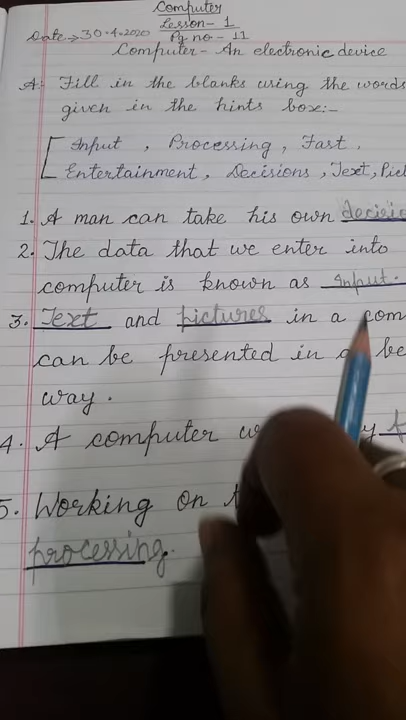 Computer
Lesson- 1
Date→30.4.2020 Pg no- 11
Computer- An electronic device
A: Fill in the blanks using the words
given in the hints box:-
Input , Processing , Fast ,
Entertainment, Decisions , Text,
1. A man can take his own
2. The data that we enter into
computer is known as Input.
3. Text and pictures in a
can be presented in
way.
4. A computer
5. Working on
processing.